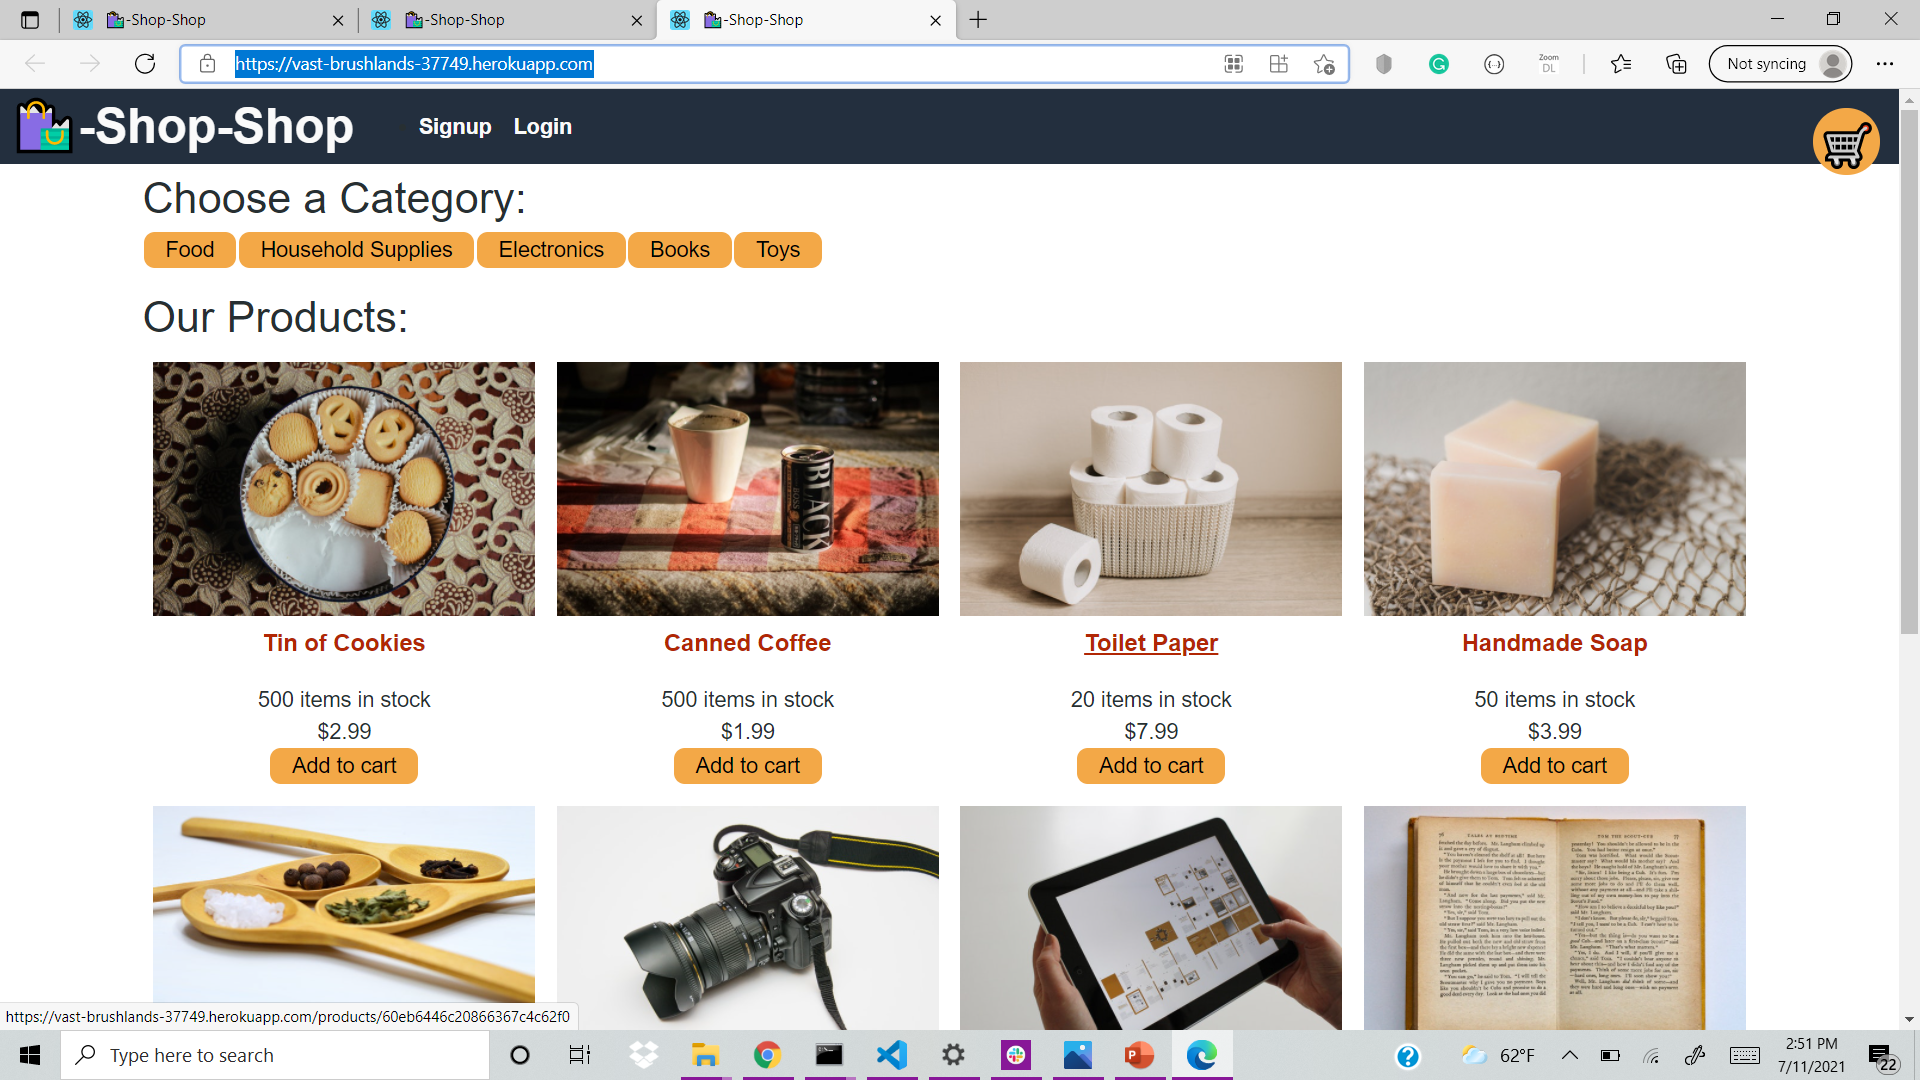 -Shop-Shop
-Shop-Shop
-Shop-Shop
https://vast-brushlands-37749.herokuapp.com
Zoom
DL
Not syncing
-Shop-Shop
Signup
Login
Choose a Category:
Food
Household Supplies
Electronics
Books
Toys
Our Products:
BLACK
BOSS
Tin of Cookies
Canned Coffee
Toilet Paper
Handmade Soap
500 items in stock
500 items in stock
20 items in stock
50 items in stock
$2.99
$1.99
$7.99
$3.99
Add to cart
Add to cart
Add to cart
Add to cart
https://vast-brushlands-37749.herokuapp.com/products/60eb6446c20866367c4c62f0
Type here to search
62°F
2:51 PM
7/11/2021
22